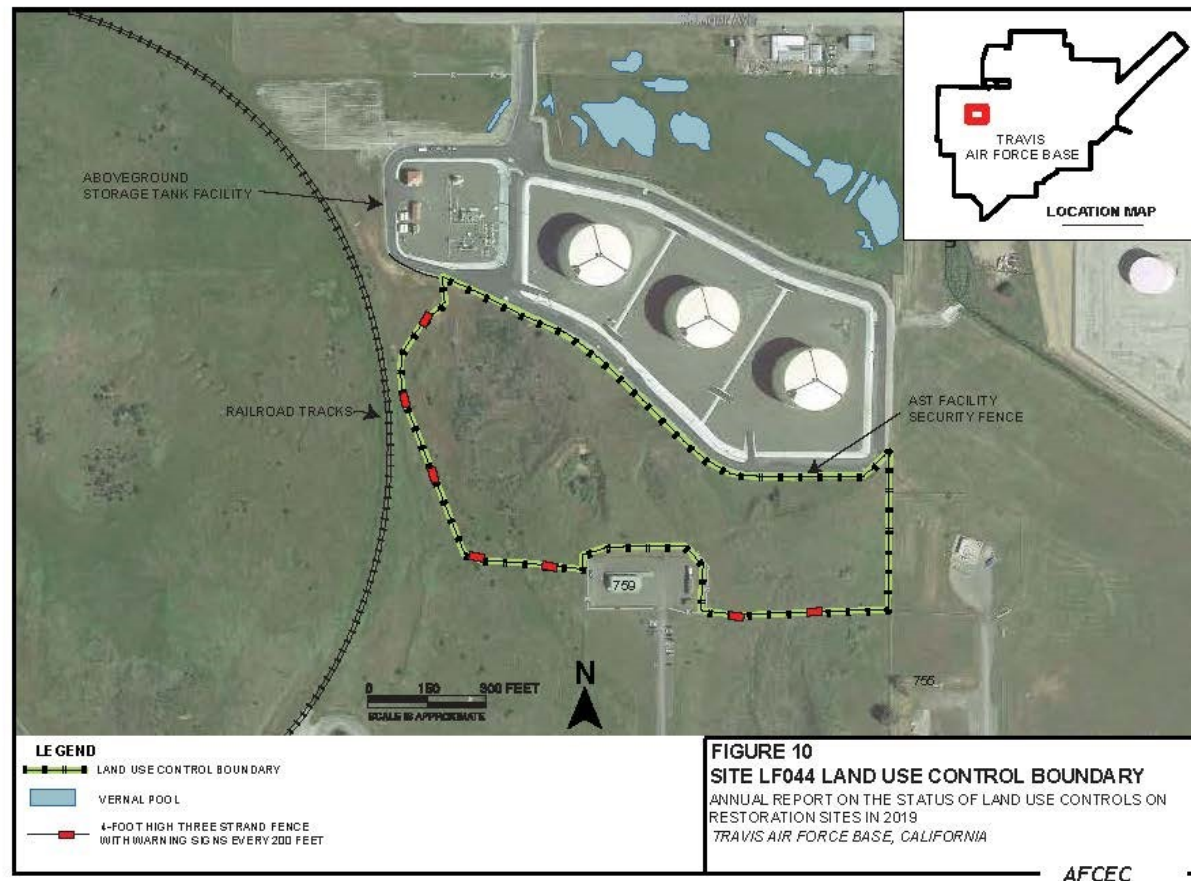 TRAVIS
AIR FORCE BASE
LOCATION MAP
ABOVEGROUND
STORAGE TANK FACILITY
RAILROAD TRACKS
AST FACILITY
SECURITY FENCE
759
755
0 150 300 FEET
SCALE IS APPROXIMATE
N
LEGEND
LAND USE CONTROL BOUNDARY
VERNAL POOL
4-FOOT HIGH THREE STRAND FENCE
WITH WARNING SIGNS EVERY 200 FEET
FIGURE 10
SITE LF044 LAND USE CONTROL BOUNDARY
ANNUAL REPORT ON THE STATUS OF LAND USE CONTROLS ON
RESTORATION SITES IN 2019
TRAVIS AIR FORCE BASE, CALIFORNIA
AFCEC